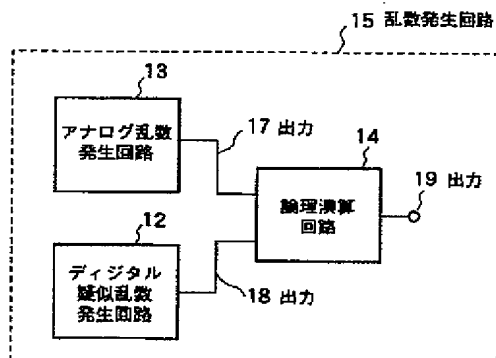 15 乱数発生回路
13
アナログ乱数
発生回路
17 出力
14
論理演算
回路
19 出力
12
ディジタル
疑似乱数
発生回路
18 出力